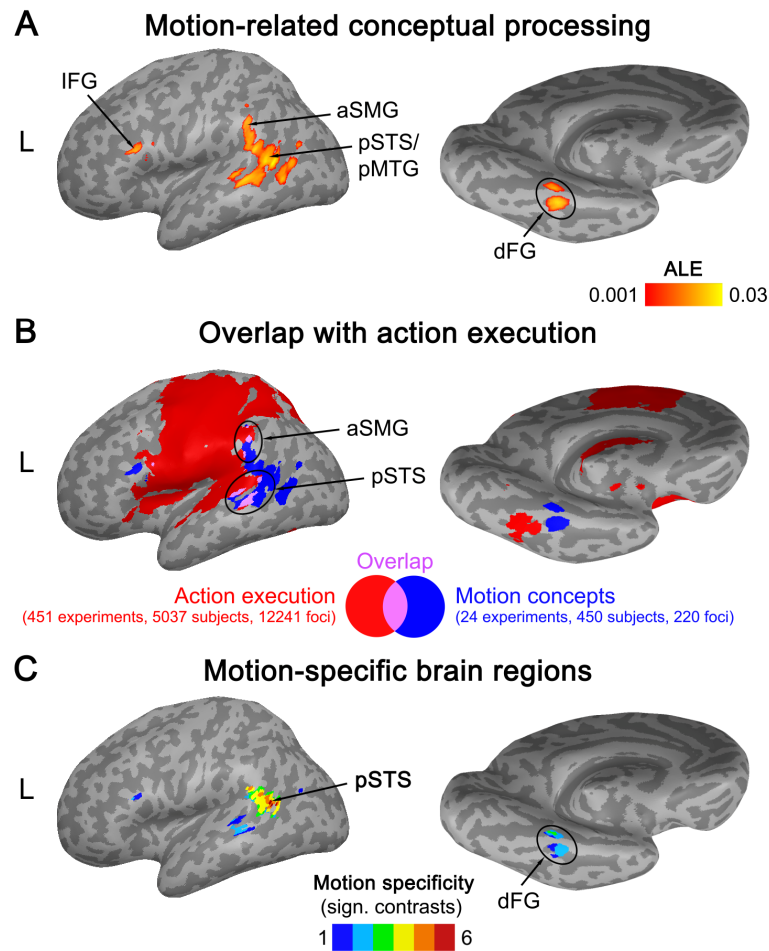 A
Motion-related conceptual processing
IFG
aSMG
pSTS/
pMTG
L
dFG
ALE
0.001
0.03
B
Overlap with action execution
aSMG
pSTS
L
Overlap
Action execution
(451 experiments, 5037 subjects, 12241 foci)
Motion concepts
(24 experiments, 450 subjects, 220 foci)
C
Motion-specific brain regions
pSTS
L
dFG
Motion specificity
(sign. contrasts)
1
6